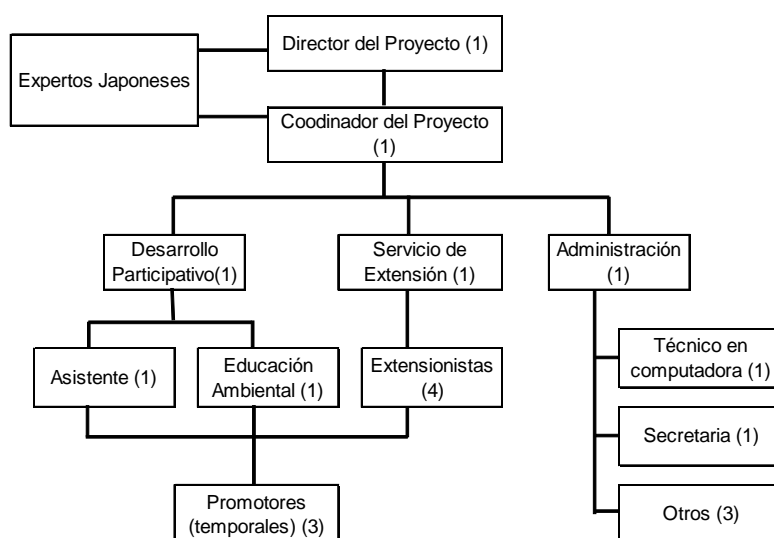 Director del Proyecto (1)
Expertos Japoneses
Coodinador del Proyecto
(1)
Desarrollo
Participativo(1)
Servicio de
Extensión (1)
Administración
(1)
Asistente (1)
Educación
Ambiental (1)
Extensionistas
(4)
Técnico en
computadora (1)
Secretaria (1)
Promotores
(temporales) (3)
Otros (3)